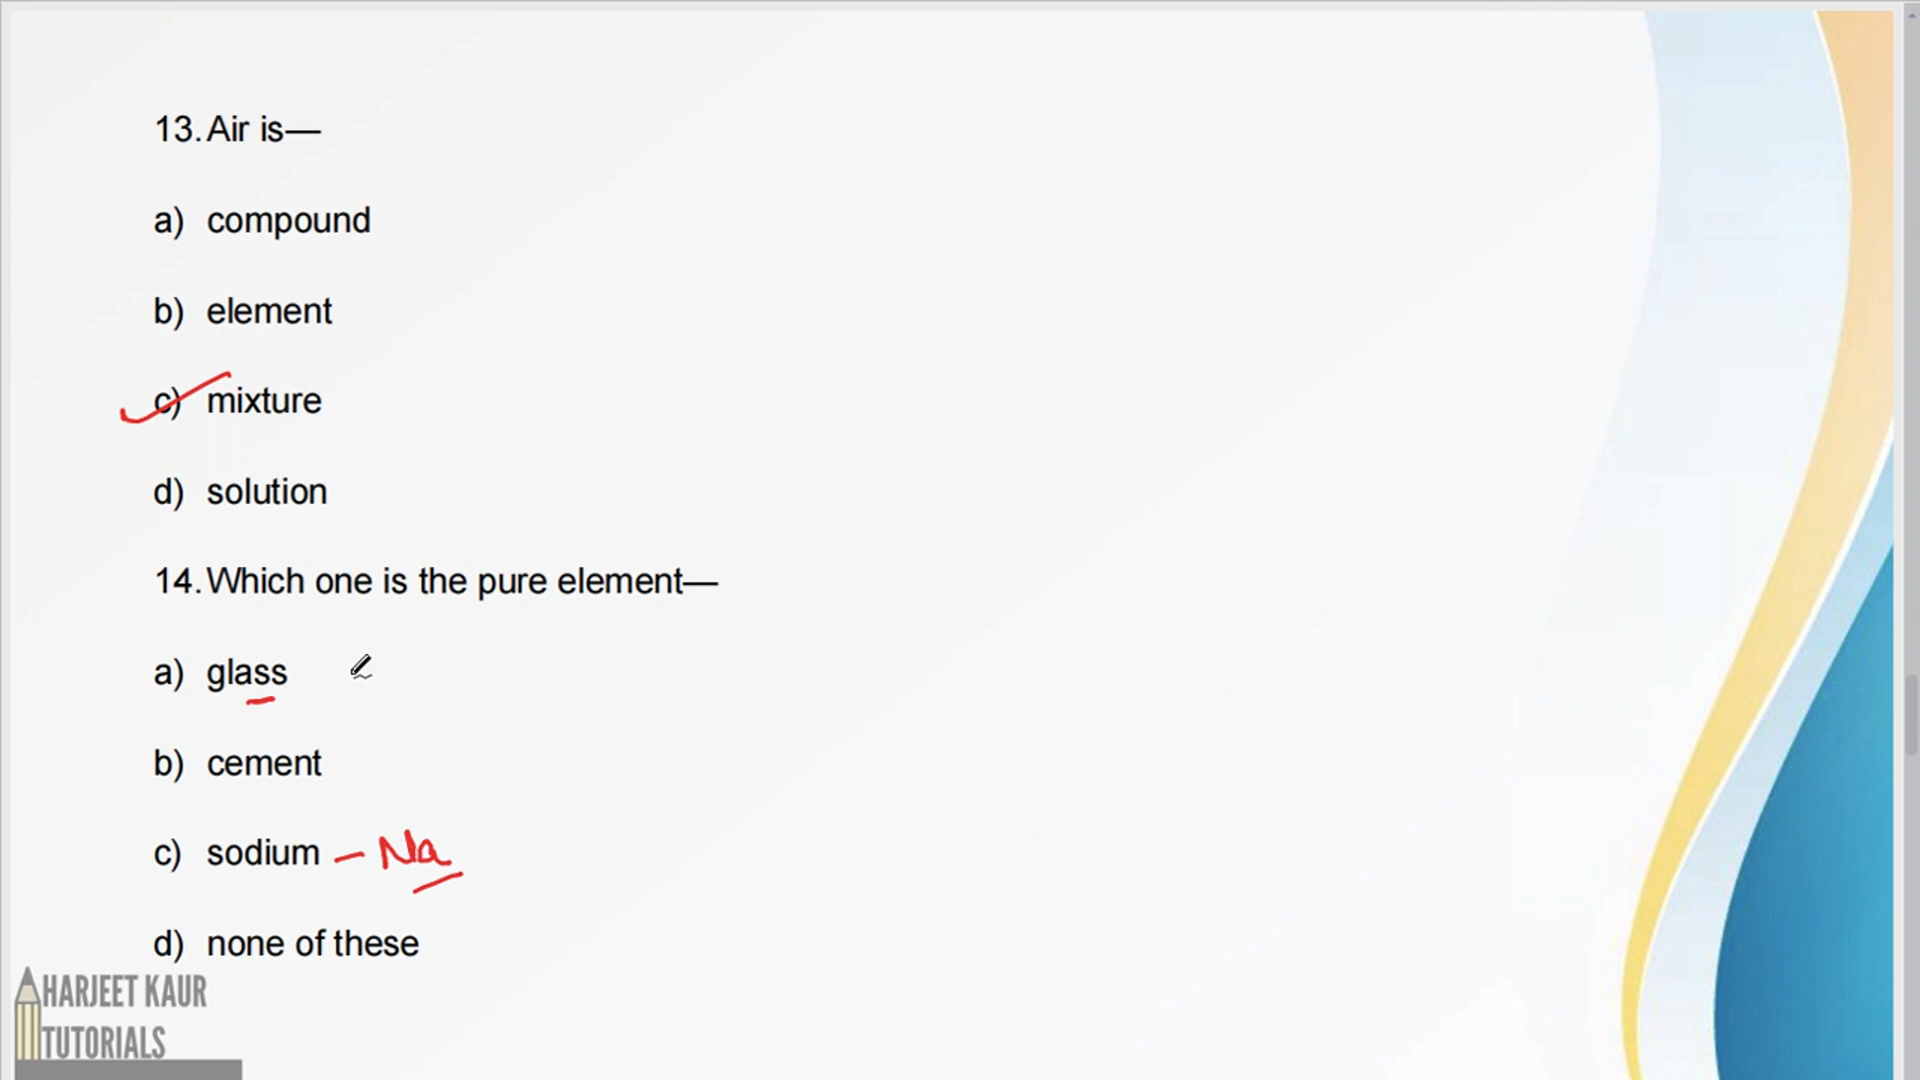 13. Air is—
a) compound
b) element
c) mixture
d) solution
14. Which one is the pure element—
a) glass
b) cement
c) sodium – Na
d) none of these
HARJEET KAUR
TUTORIALS